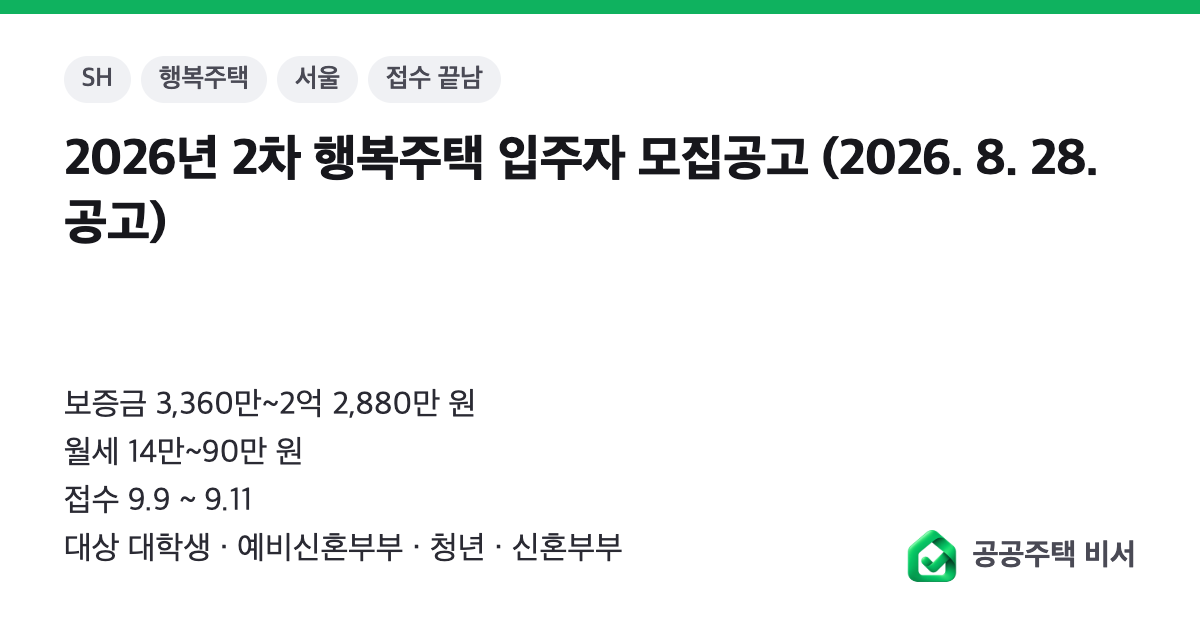 SH 행복주택 서울 접수 끝남
2026년 2차 행복주택 입주자 모집공고 (2026. 8. 28.
공고)
보증금 3,360만~2억 2,880만 원
월세 14만~90만 원
접수 9.9 ~ 9.11
대상 대학생 · 예비신혼부부 · 청년 · 신혼부부
공공주택 비서